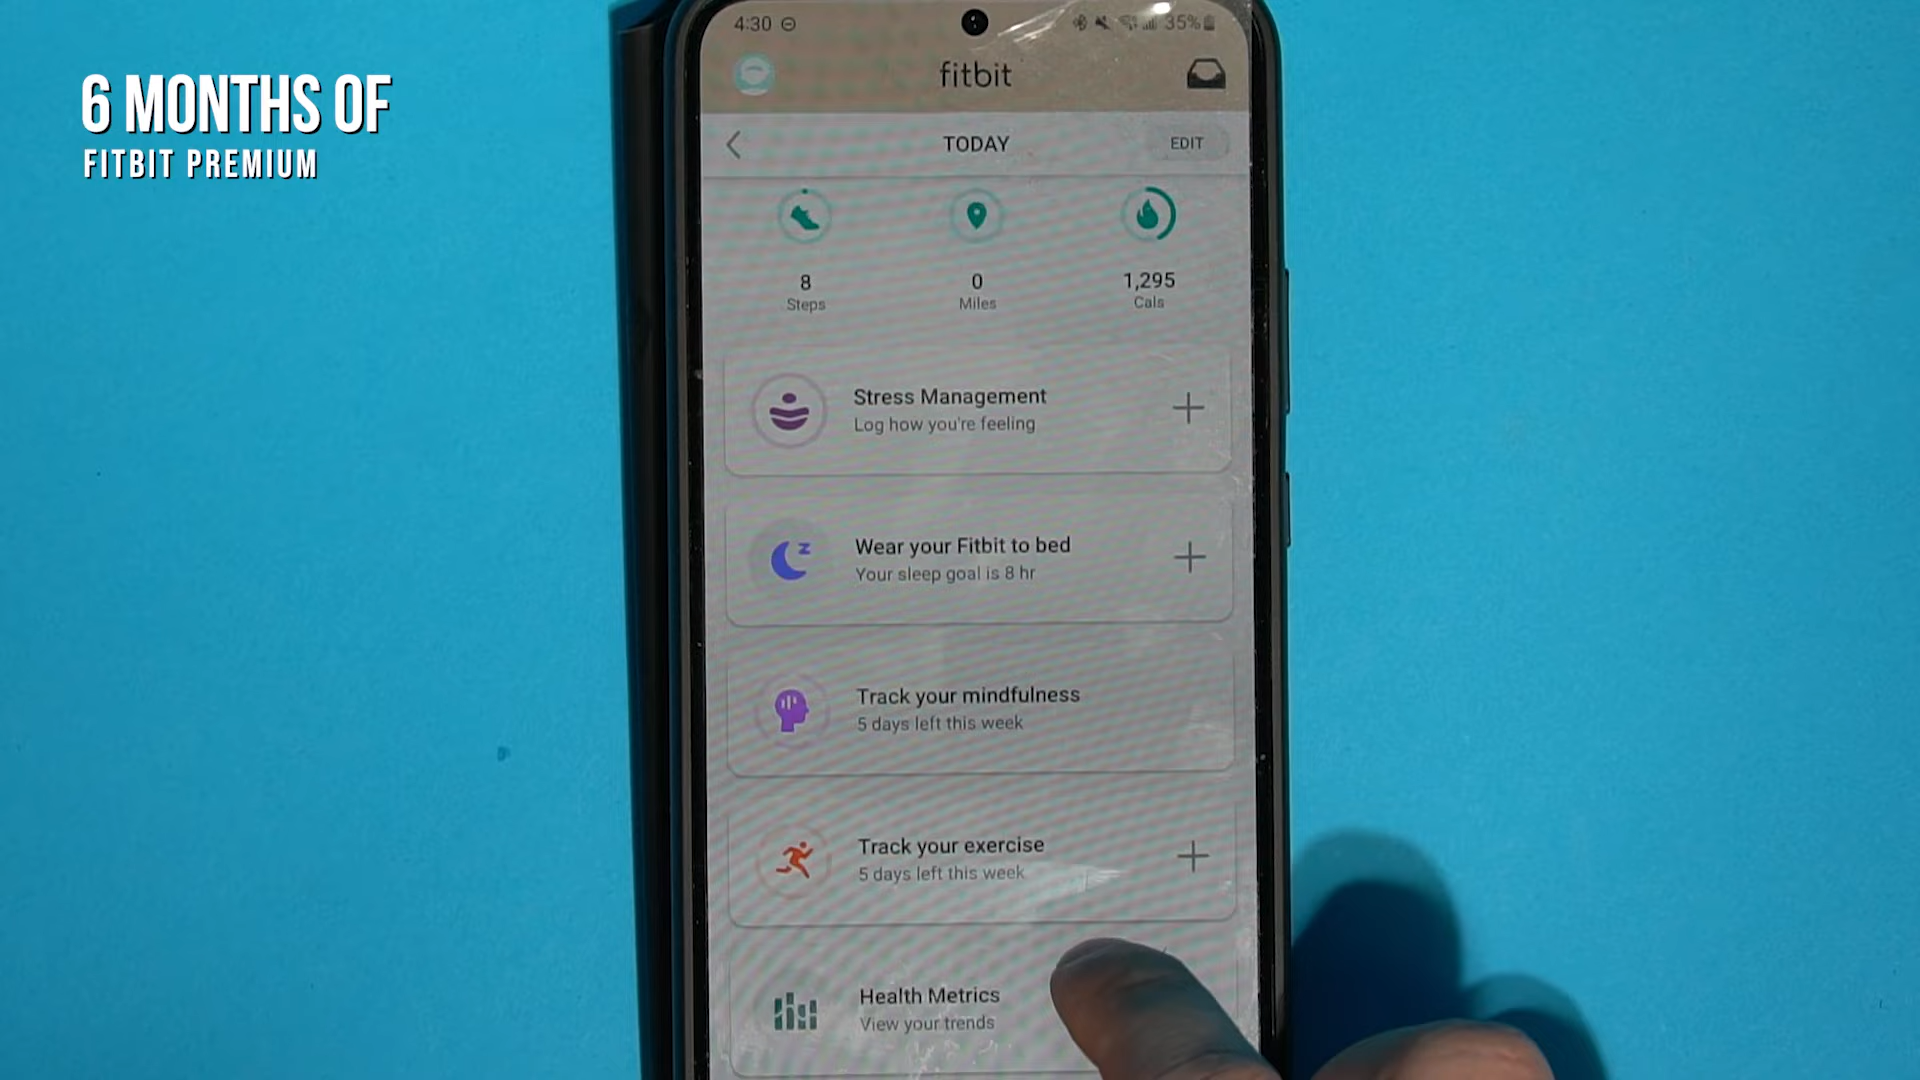 6 MONTHS OF
FITBIT PREMIUM
4:30
35%
fitbit
TODAY
EDIT
8
Steps
0
Miles
1,295
Cals
Stress Management
Log how you're feeling
Wear your Fitbit to bed
Your sleep goal is 8 hr
Track your mindfulness
5 days left this week
Track your exercise
5 days left this week
Health Metrics
View your trends